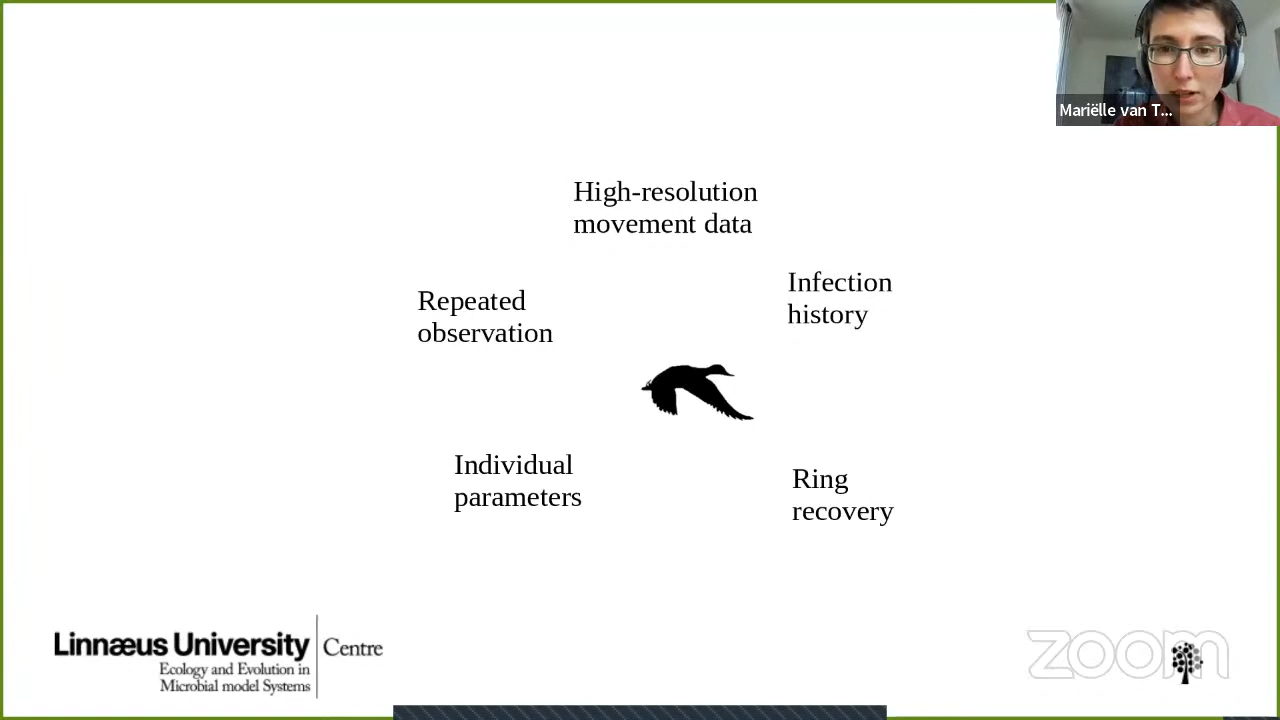 Mariëlle van T...
High-resolution
movement data
Infection
history
Repeated
observation
Individual
parameters
Ring
recovery
Linnæus University
Centre
Ecology and Evolution in
Microbial model Systems
zoom